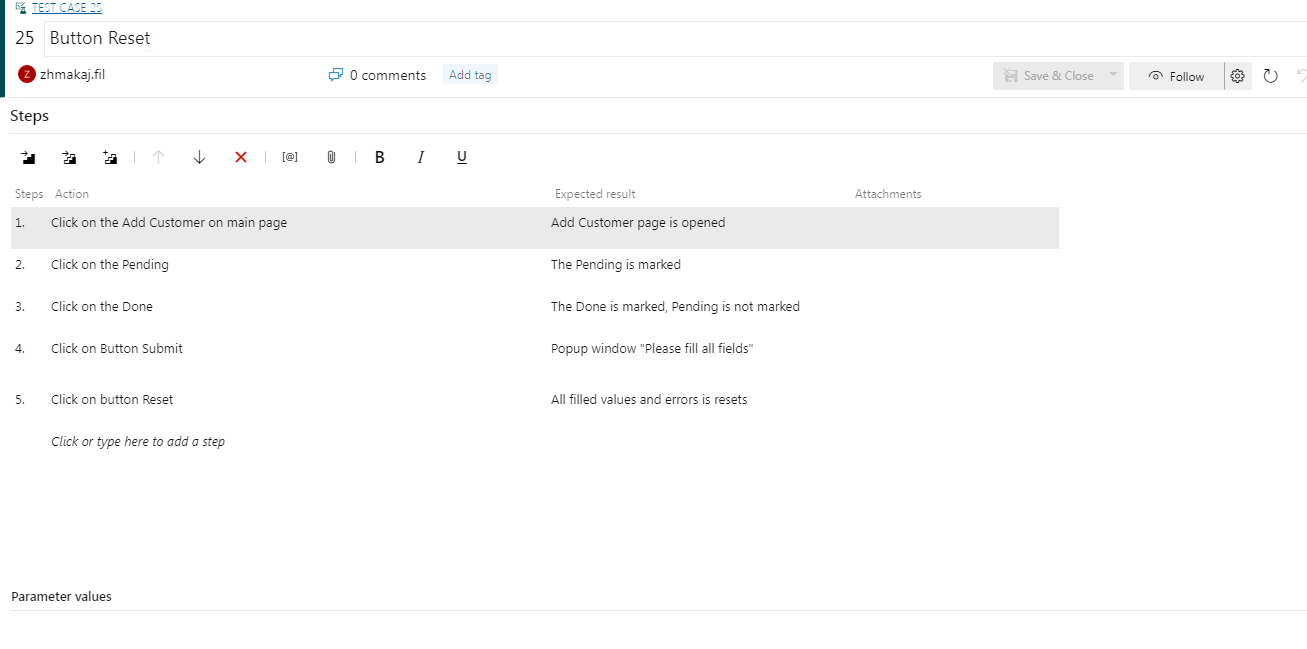 TEST CASE 25
25 Button Reset
Z zhmakaj.fil 0 comments Add tag Save & Close Follow
Steps
[@] B I U
Steps Action Expected result Attachments
1. Click on the Add Customer on main page Add Customer page is opened
2. Click on the Pending The Pending is marked
3. Click on the Done The Done is marked, Pending is not marked
4. Click on Button Submit Popup window "Please fill all fields"
5. Click on button Reset All filled values and errors is resets
Click or type here to add a step
Parameter values